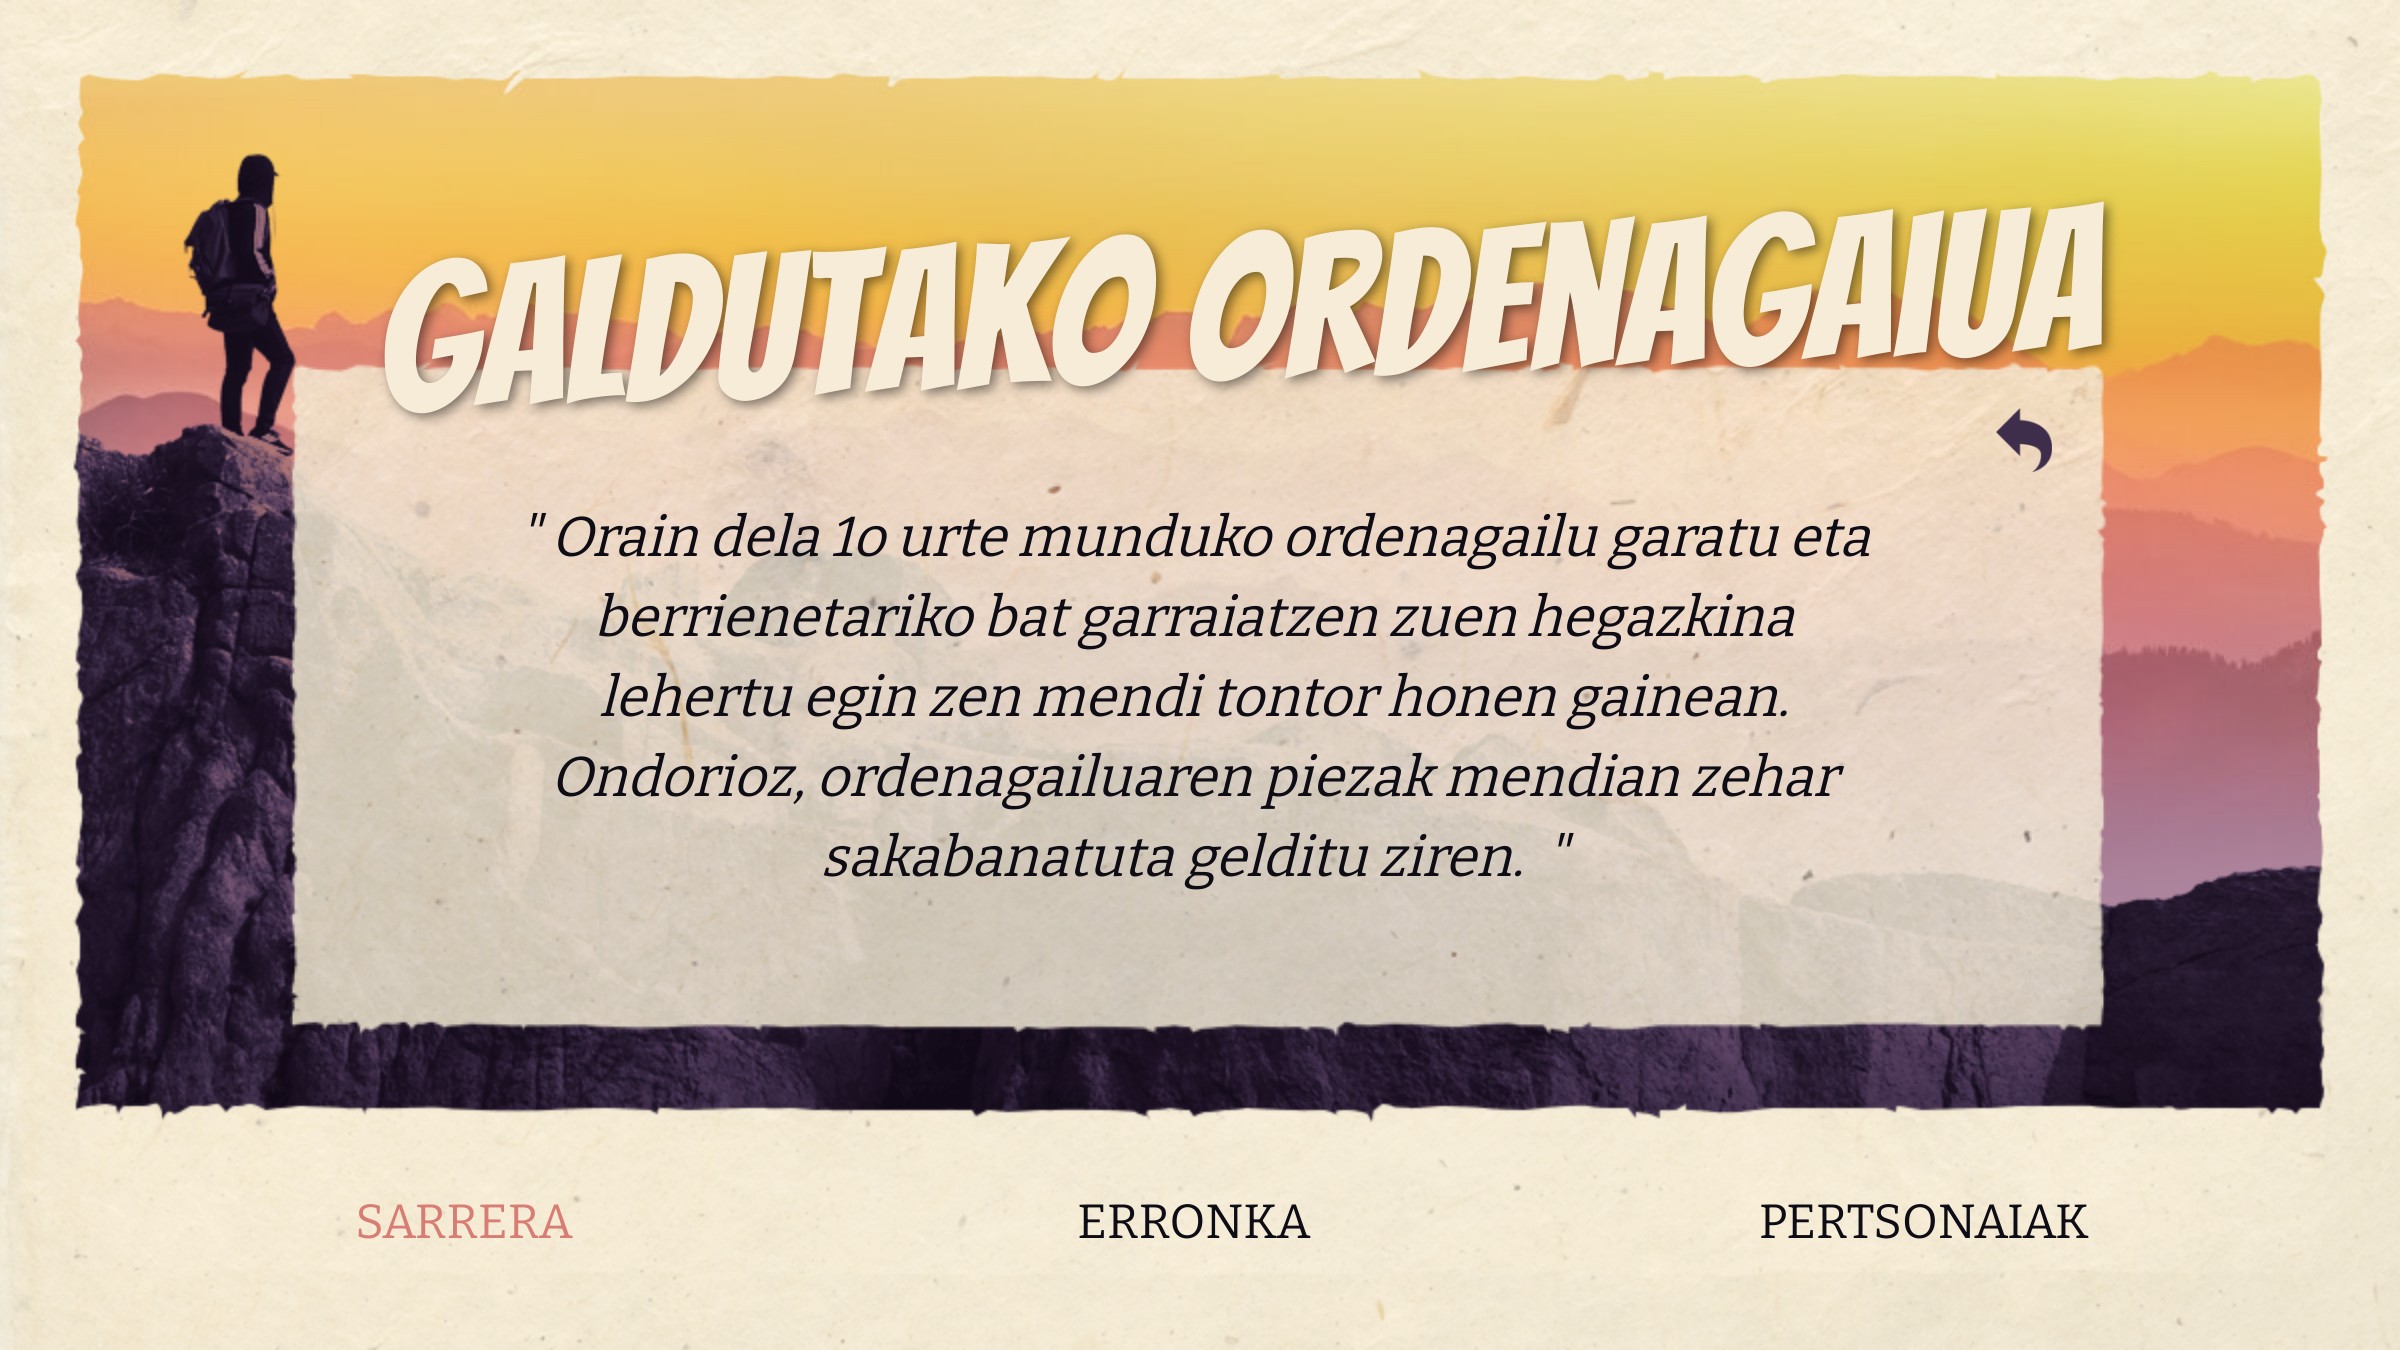 GALDUTAKO ORDENAGAIUA
" Orain dela 10 urte munduko ordenagailu garatu eta
berrienetariko bat garraiatzen zuen hegazkina
lehertu egin zen mendi tontor honen gainean.
Ondorioz, ordenagailuaren piezak mendian zehar
sakabanatuta gelditu ziren. "
SARRERA
ERRONKA
PERTSONAIAK